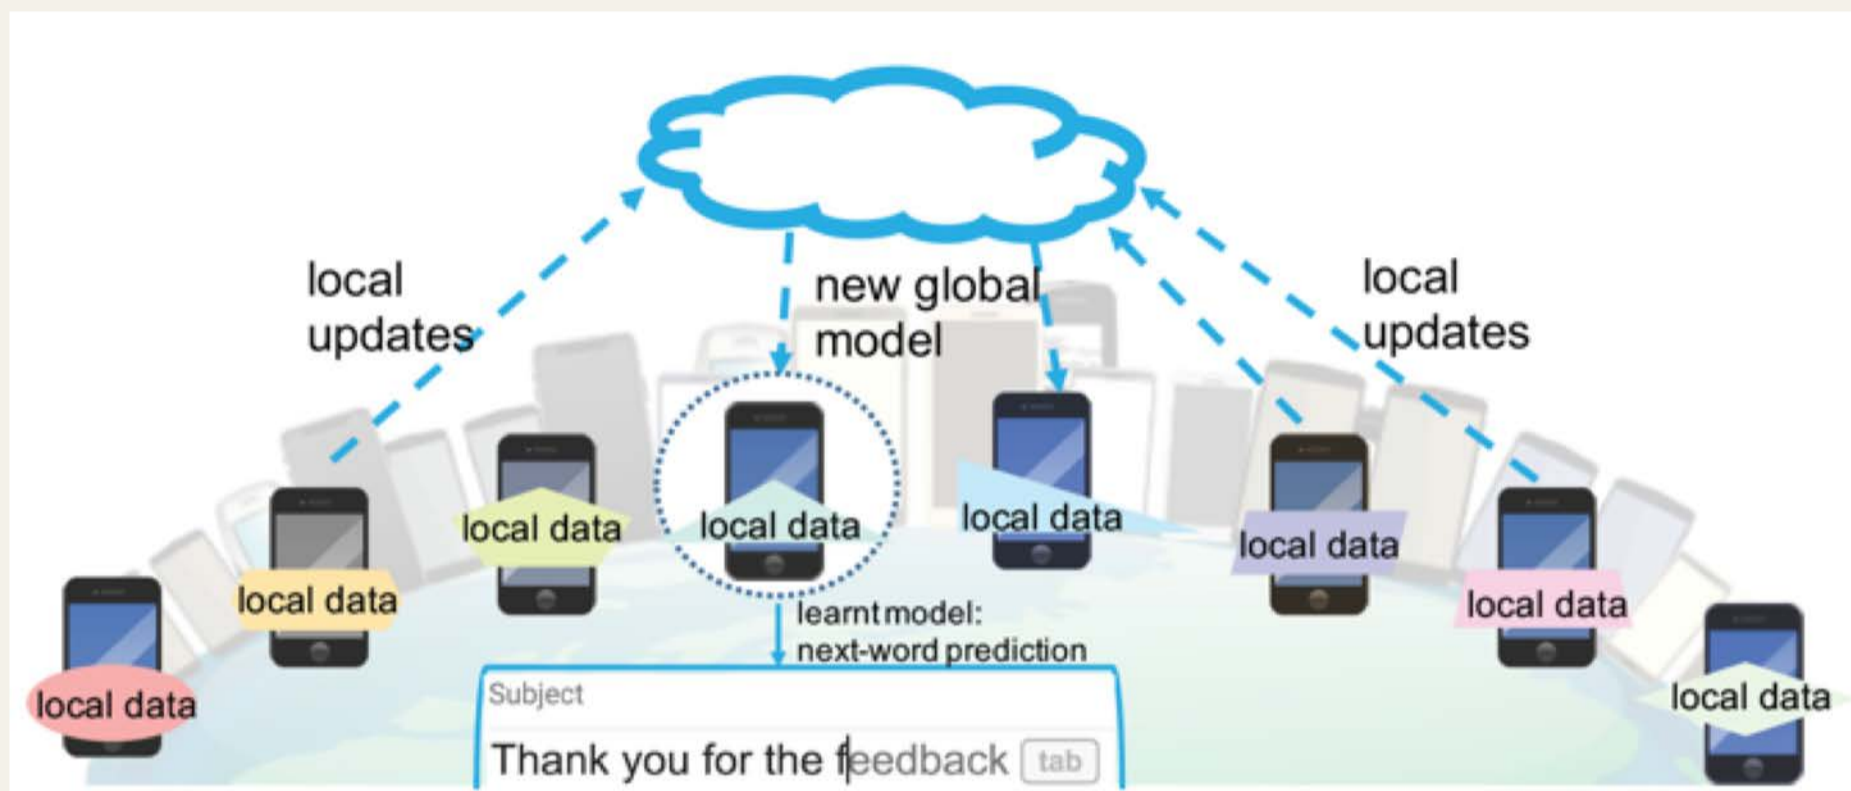 local
updates
new global
model
local
updates
local data
local data
local data
local data
local data
local data
local data
local data
learnt model:
next-word prediction
Subject
Thank you for the feedback tab